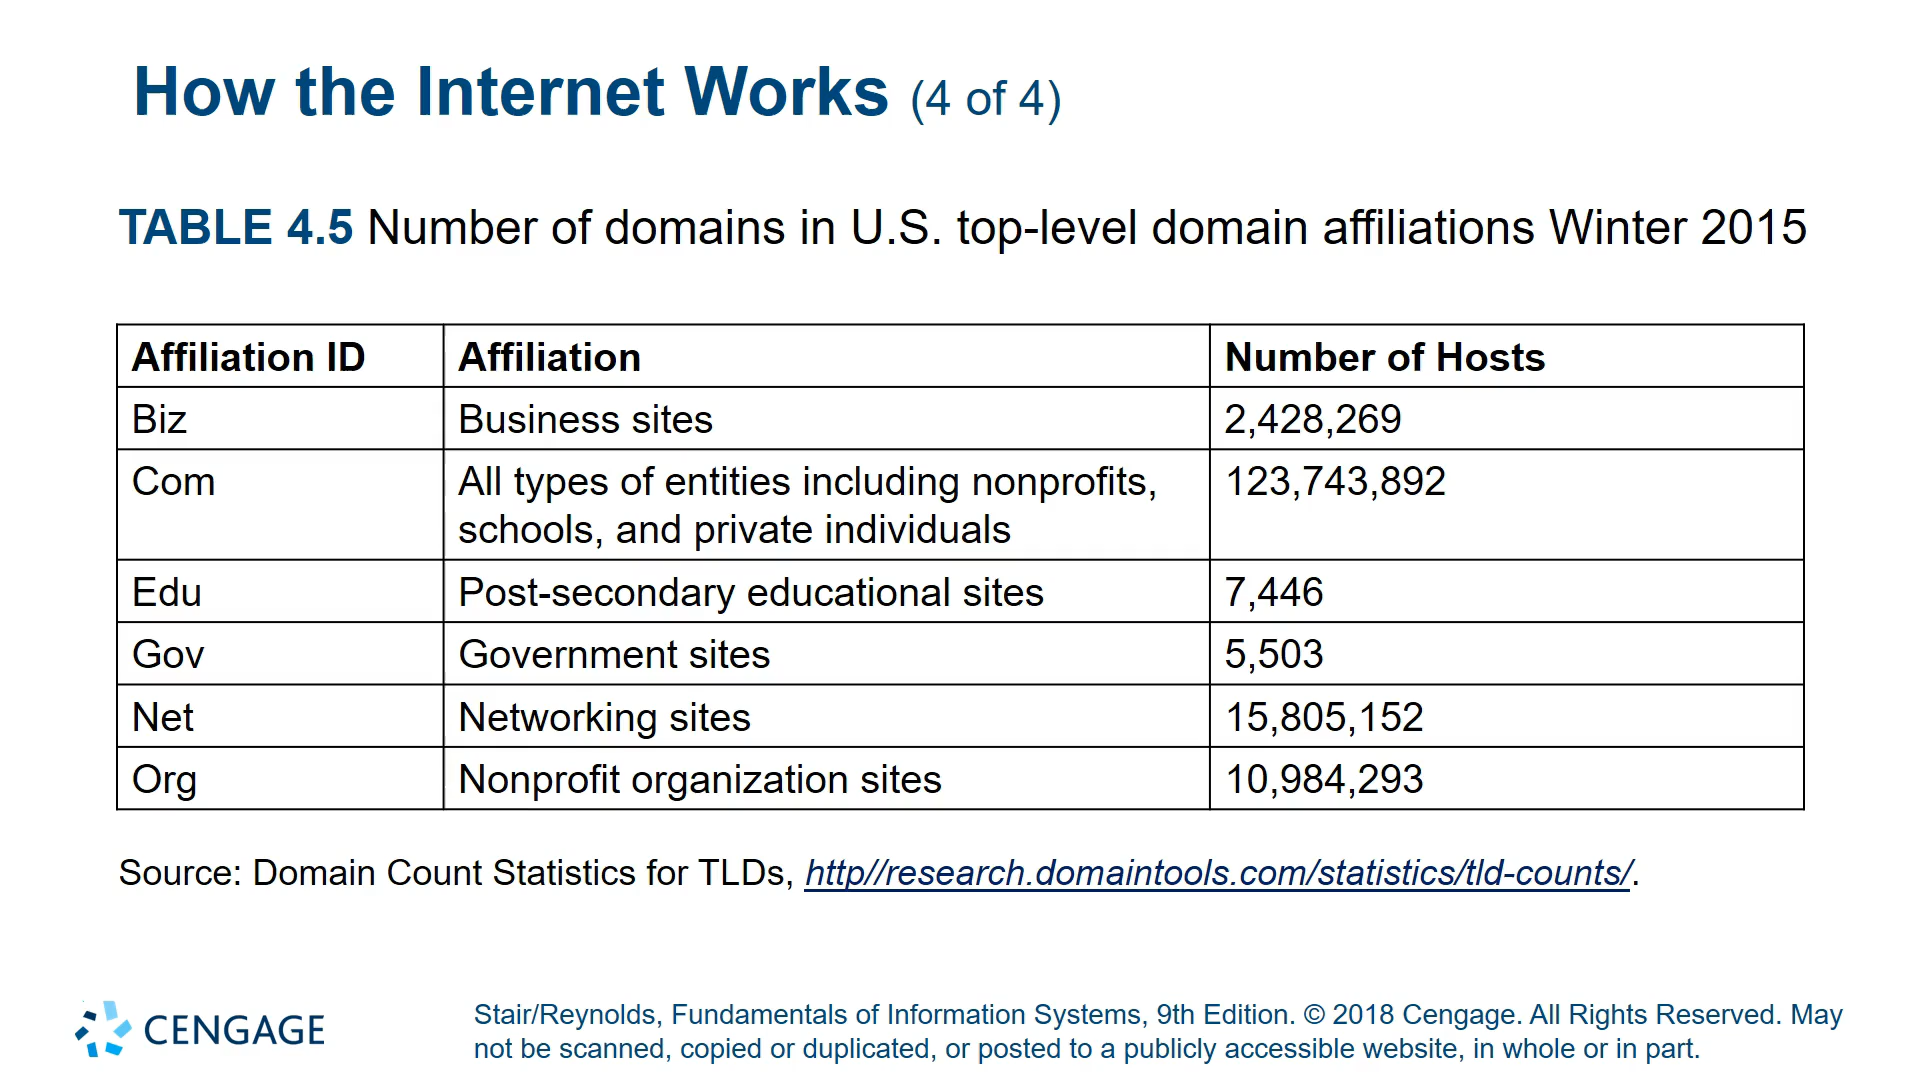 How the Internet Works (4 of 4)
TABLE 4.5 Number of domains in U.S. top-level domain affiliations Winter 2015
Affiliation ID Affiliation Number of Hosts
Biz Business sites 2,428,269
Com All types of entities including nonprofits, 123,743,892
schools, and private individuals
Edu Post-secondary educational sites 7,446
Gov Government sites 5,503
Net Networking sites 15,805,152
Org Nonprofit organization sites 10,984,293
Source: Domain Count Statistics for TLDs, http//research.domaintools.com/statistics/tld-counts/.
CENGAGE
Stair/Reynolds, Fundamentals of Information Systems, 9th Edition. © 2018 Cengage. All Rights Reserved. May
not be scanned, copied or duplicated, or posted to a publicly accessible website, in whole or in part.